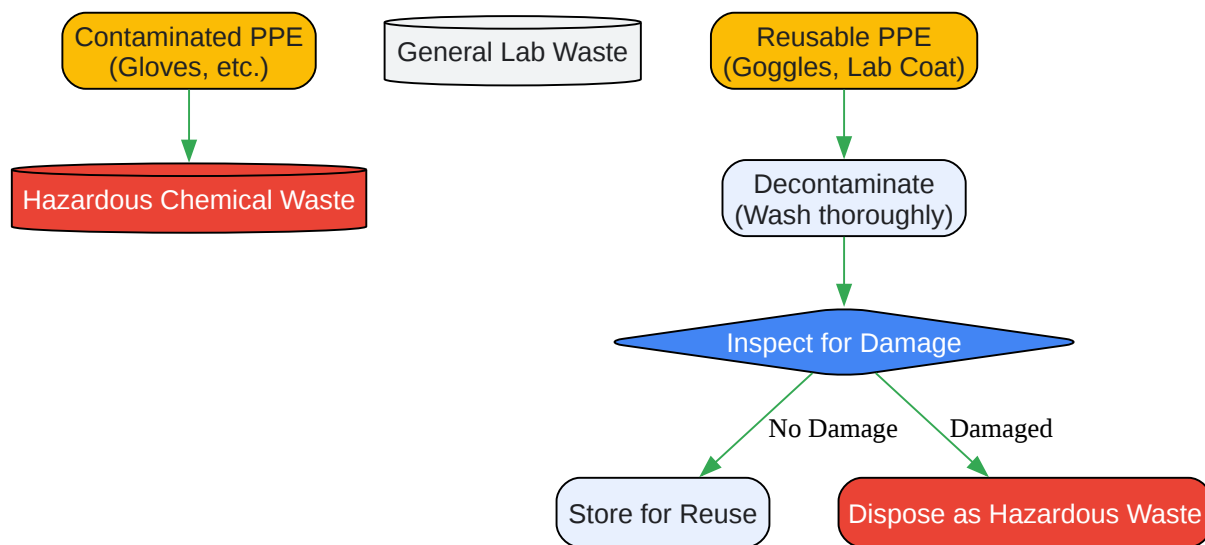 Contaminated PPE
(Gloves, etc.)
General Lab Waste
Reusable PPE
(Goggles, Lab Coat)
Hazardous Chemical Waste
Decontaminate
(Wash thoroughly)
Inspect for Damage
No Damage
Damaged
Store for Reuse
Dispose as Hazardous Waste